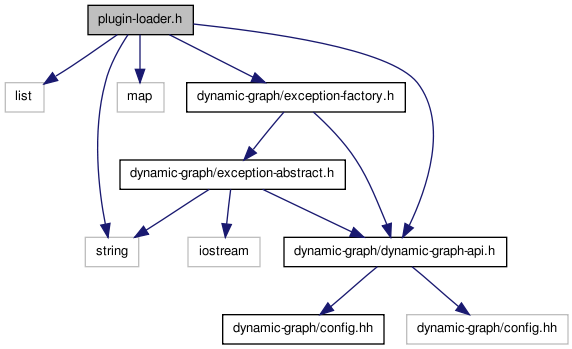 plugin-loader.h
list
map
dynamic-graph/exception-factory.h
dynamic-graph/exception-abstract.h
string
iostream
dynamic-graph/dynamic-graph-api.h
dynamic-graph/config.hh
dynamic-graph/config.hh